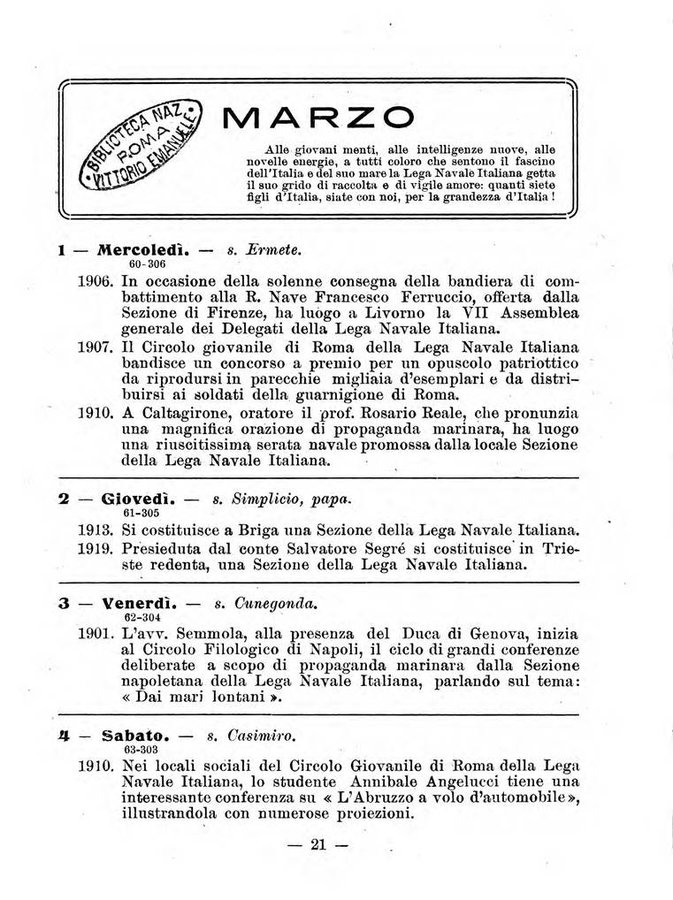 BIBLIOTECA NAZ.
ROMA
VITTORIO EMANUELE
MARZO
Alle giovani menti, alle intelligenze nuove, alle
novelle energie, a tutti coloro che sentono il fascino
dell'Italia e del suo mare la Lega Navale Italiana getta
il suo grido di raccolta e di vigile amore: quanti siete
figli d'Italia, siate con noi, per la grandezza d'Italia!
1 — Mercoledì. — s. Ermete.
60-306
1906. In occasione della solenne consegna della bandiera di com-
battimento alla R. Nave Francesco Ferruccio, offerta dalla
Sezione di Firenze, ha luogo a Livorno la VII Assemblea
generale dei Delegati della Lega Navale Italiana.
1907. Il Circolo giovanile di Roma della Lega Navale Italiana
bandisce un concorso a premio per un opuscolo patriottico
da riprodursi in parecchie migliaia d'esemplari e da distri-
buirsi ai soldati della guarnigione di Roma.
1910. A Caltagirone, oratore il prof. Rosario Reale, che pronunzia
una magnifica orazione di propaganda marinara, ha luogo
una riuscitissima serata navale promossa dalla locale Sezione
della Lega Navale Italiana.
2 — Giovedì. — s. Simplicio, papa.
61-305
1913. Si costituisce a Briga una Sezione della Lega Navale Italiana.
1919. Presieduta dal conte Salvatore Segré si costituisce in Trie-
ste redenta, una Sezione della Lega Navale Italiana.
3 — Venerdì. — s. Cunegonda.
62-304
1901. L'avv. Semmola, alla presenza del Duca di Genova, inizia
al Circolo Filologico di Napoli, il ciclo di grandi conferenze
deliberate a scopo di propaganda marinara dalla Sezione
napoletana della Lega Navale Italiana, parlando sul tema:
« Dai mari lontani ».
4 — Sabato. — s. Casimiro.
63-303
1910. Nei locali sociali del Circolo Giovanile di Roma della Lega
Navale Italiana, lo studente Annibale Angelucci tiene una
interessante conferenza su « L'Abruzzo a volo d'automobile »,
illustrandola con numerose proiezioni.
— 21 —